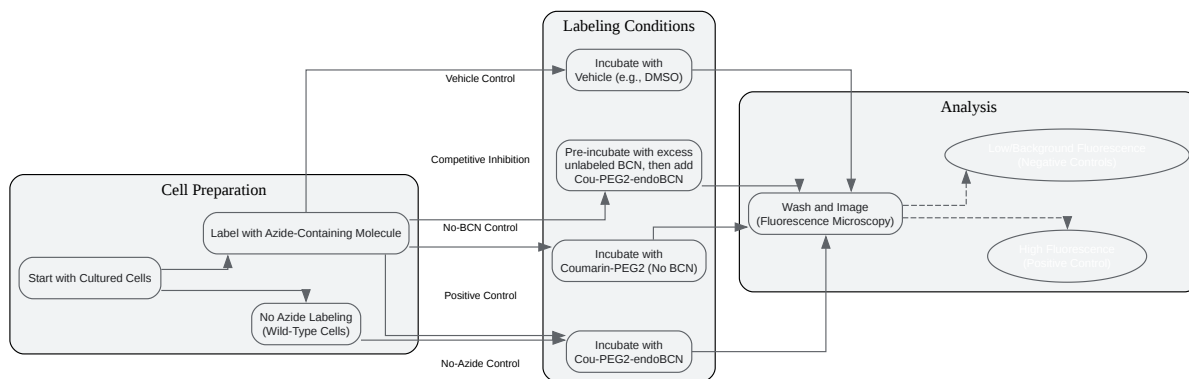 Labeling Conditions
Incubate with
Vehicle (e.g., DMSO)
Vehicle Control
Analysis
Low/Background Fluorescence
(Negative Controls)
Competitive Inhibition
Pre-incubate with excess
unlabeled BCN, then add
Cou-PEG2-endoBCN
Cell Preparation
Wash and Image
(Fluorescence Microscopy)
Label with Azide-Containing Molecule
No-BCN Control
High Fluorescence
(Positive Control)
Incubate with
Coumarin-PEG2 (No BCN)
Start with Cultured Cells
Positive Control
No Azide Labeling
(Wild-Type Cells)
Incubate with
Cou-PEG2-endoBCN
No-Azide Control